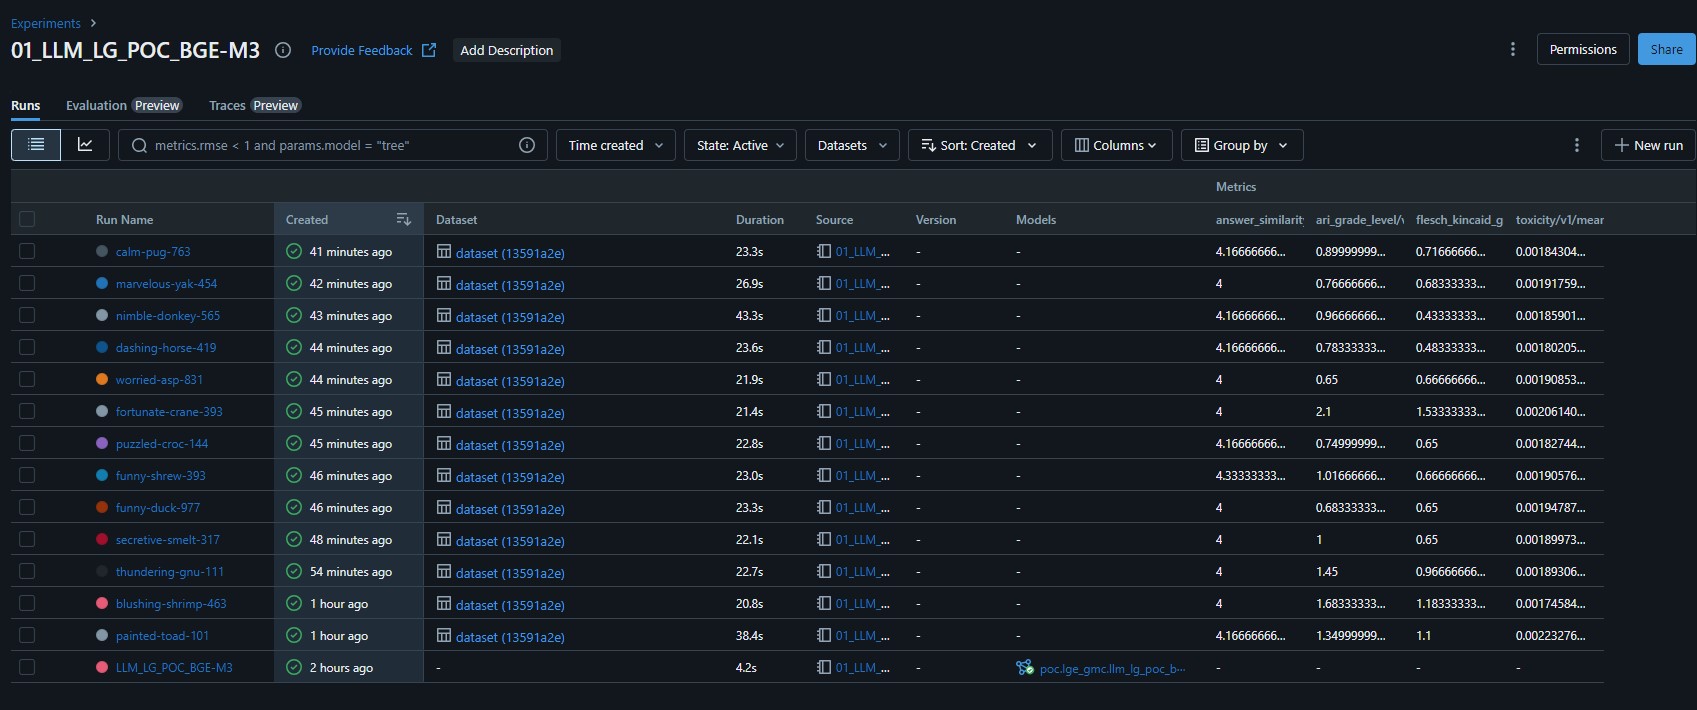 Experiments
01_LLM_LG_POC_BGE-M3 Provide Feedback Add Description Permissions Share
Runs Evaluation Preview Traces Preview
metrics.rmse < 1 and params.model = "tree" Time created State: Active Datasets Sort: Created Columns Group by New run
Metrics
Run Name Created Dataset Duration Source Version Models answer_similarity ari_grade_level/v flesch_kincaid_g toxicity/v1/mear
calm-pug-763 41 minutes ago dataset (13591a2e) 23.3s 01_LLM_... - - 4.16666666... 0.89999999... 0.71666666... 0.00184304...
marvelous-yak-454 42 minutes ago dataset (13591a2e) 26.9s 01_LLM_... - - 4 0.76666666... 0.68333333... 0.00191759...
nimble-donkey-565 43 minutes ago dataset (13591a2e) 43.3s 01_LLM_... - - 4.16666666... 0.96666666... 0.43333333... 0.00185901...
dashing-horse-419 44 minutes ago dataset (13591a2e) 23.6s 01_LLM_... - - 4.16666666... 0.78333333... 0.48333333... 0.00180205...
worried-asp-831 44 minutes ago dataset (13591a2e) 21.9s 01_LLM_... - - 4 0.65 0.66666666... 0.00190853...
fortunate-crane-393 45 minutes ago dataset (13591a2e) 21.4s 01_LLM_... - - 4 2.1 1.53333333... 0.00206140...
puzzled-croc-144 45 minutes ago dataset (13591a2e) 22.8s 01_LLM_... - - 4.16666666... 0.74999999... 0.65 0.00182744...
funny-shrew-393 46 minutes ago dataset (13591a2e) 23.0s 01_LLM_... - - 4.33333333... 1.01666666... 0.66666666... 0.00190576...
funny-duck-977 46 minutes ago dataset (13591a2e) 23.3s 01_LLM_... - - 4 0.68333333... 0.65 0.00194787...
secretive-smelt-317 48 minutes ago dataset (13591a2e) 22.1s 01_LLM_... - - 4 1 0.65 0.00189973...
thundering-gnu-111 54 minutes ago dataset (13591a2e) 22.7s 01_LLM_... - - 4 1.45 0.96666666... 0.00189306...
blushing-shrimp-463 1 hour ago dataset (13591a2e) 20.8s 01_LLM_... - - 4 1.68333333... 1.18333333... 0.00174584...
painted-toad-101 1 hour ago dataset (13591a2e) 38.4s 01_LLM_... - - 4.16666666... 1.34999999... 1.1 0.00223276...
LLM_LG_POC_BGE-M3 2 hours ago - 4.2s 01_LLM_... - poc.lge_gmc.llm_lg_poc_b... - - - -